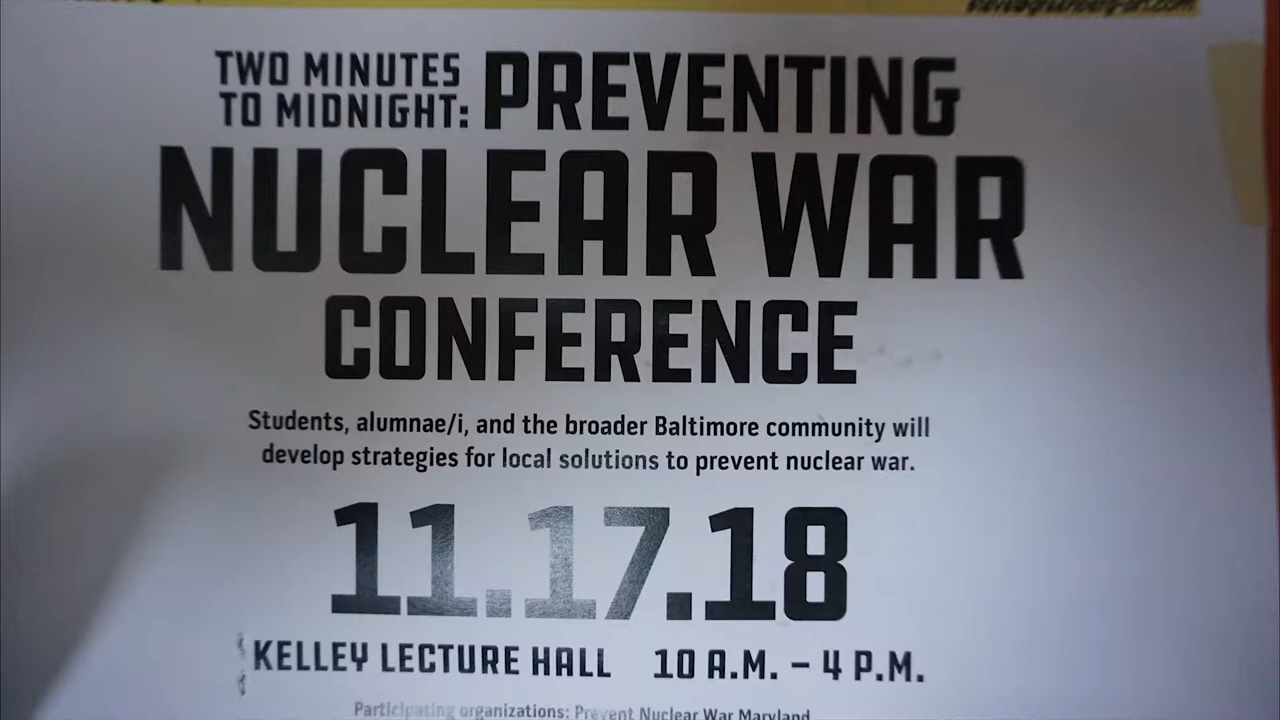 TWO MINUTES
TO MIDNIGHT: PREVENTING
NUCLEAR WAR
CONFERENCE
Students, alumnae/i, and the broader Baltimore community will
develop strategies for local solutions to prevent nuclear war.
11.17.18
KELLEY LECTURE HALL 10 A.M. – 4 P.M.
Participating organizations: Prevent Nuclear War Maryland